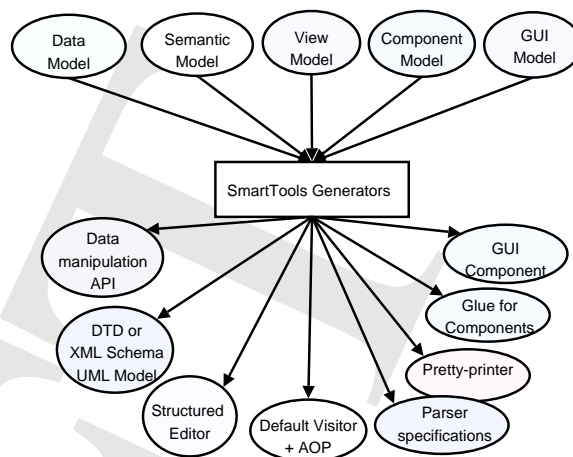 Data
Model
Semantic
Model
View
Model
Component
Model
GUI
Model
SmartTools Generators
Data
manipulation
API
GUI
Component
Glue for
Components
DTD or
XML Schema
UML Model
Pretty-printer
Structured
Editor
Default Visitor
+ AOP
Parser
specifications